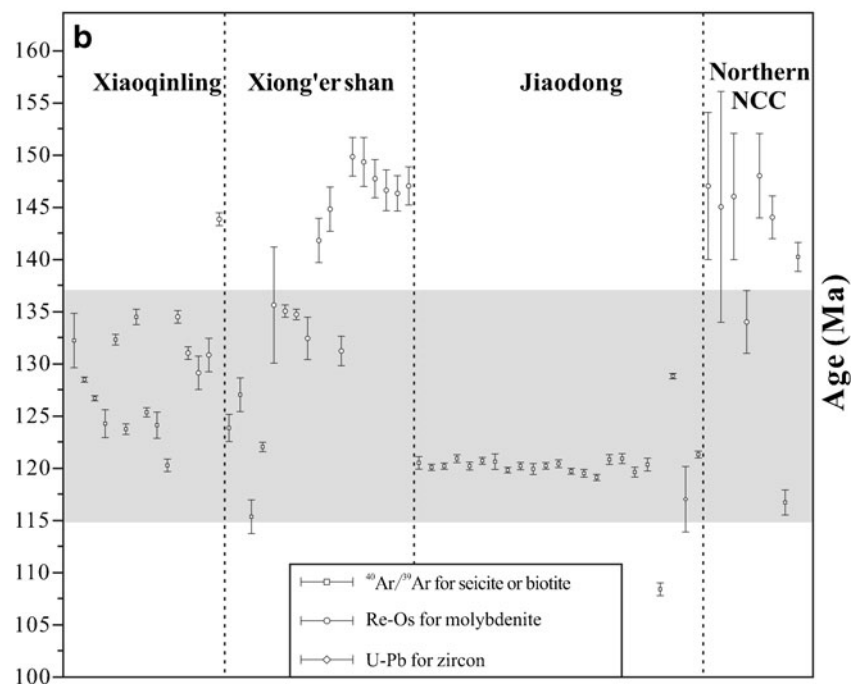 b
Xiaoqinling
Xiong'er shan
Jiaodong
Northern
NCC
160
155
150
145
140
135
130
125
120
115
110
105
100
Age (Ma)
⁴⁰Ar/³⁹Ar for seicite or biotite
Re-Os for molybdenite
U-Pb for zircon